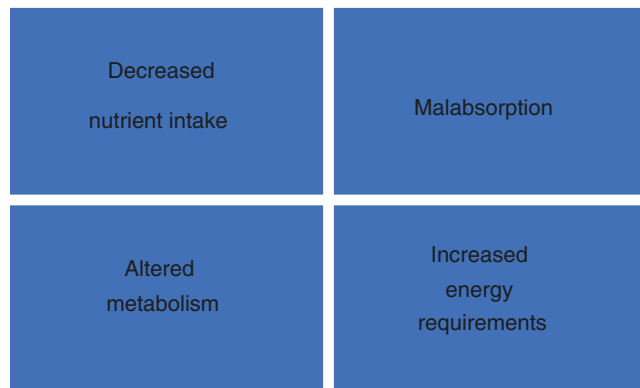 Decreased
nutrient intake
Malabsorption
Altered
metabolism
Increased
energy
requirements